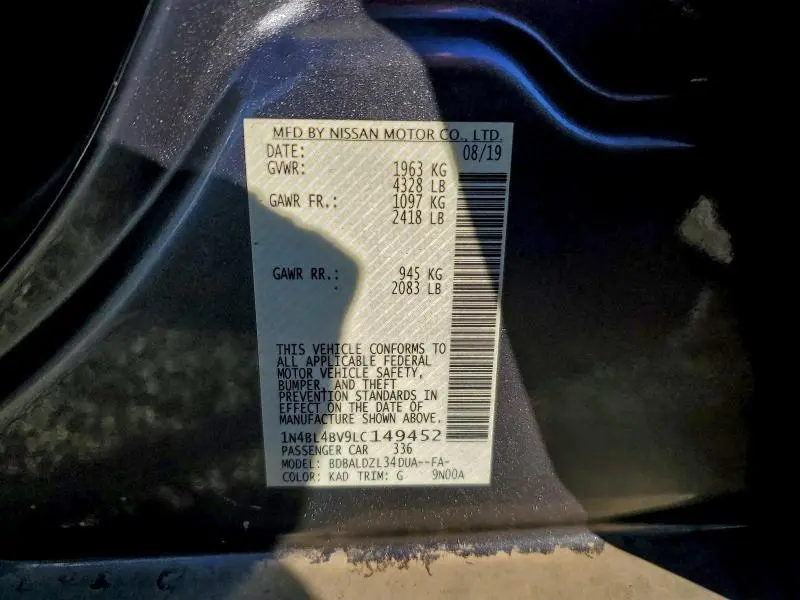 MFD BY NISSAN MOTOR CO., LTD.
DATE: 08/19
GVWR: 1963 KG
4328 LB
GAWR FR.: 1097 KG
: 2418 LB
GAWR RR.: 945 KG
: 2083 LB
THIS VEHICLE CONFORMS TO
ALL APPLICABLE FEDERAL
MOTOR VEHICLE SAFETY,
BUMPER, AND THEFT
PREVENTION STANDARDS IN
EFFECT ON THE DATE OF
MANUFACTURE SHOWN ABOVE.
1N4BL4BV9LC149452
PASSENGER CAR 336
MODEL: BDBALDZL34DUA--FA-
COLOR: KAD TRIM: G 9N00A